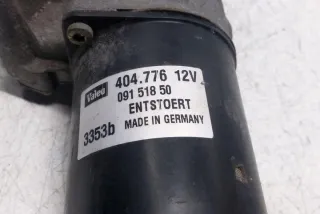 Valeo 404.776 12V
091 518 50
ENTSTOERT
3353b MADE IN GERMANY